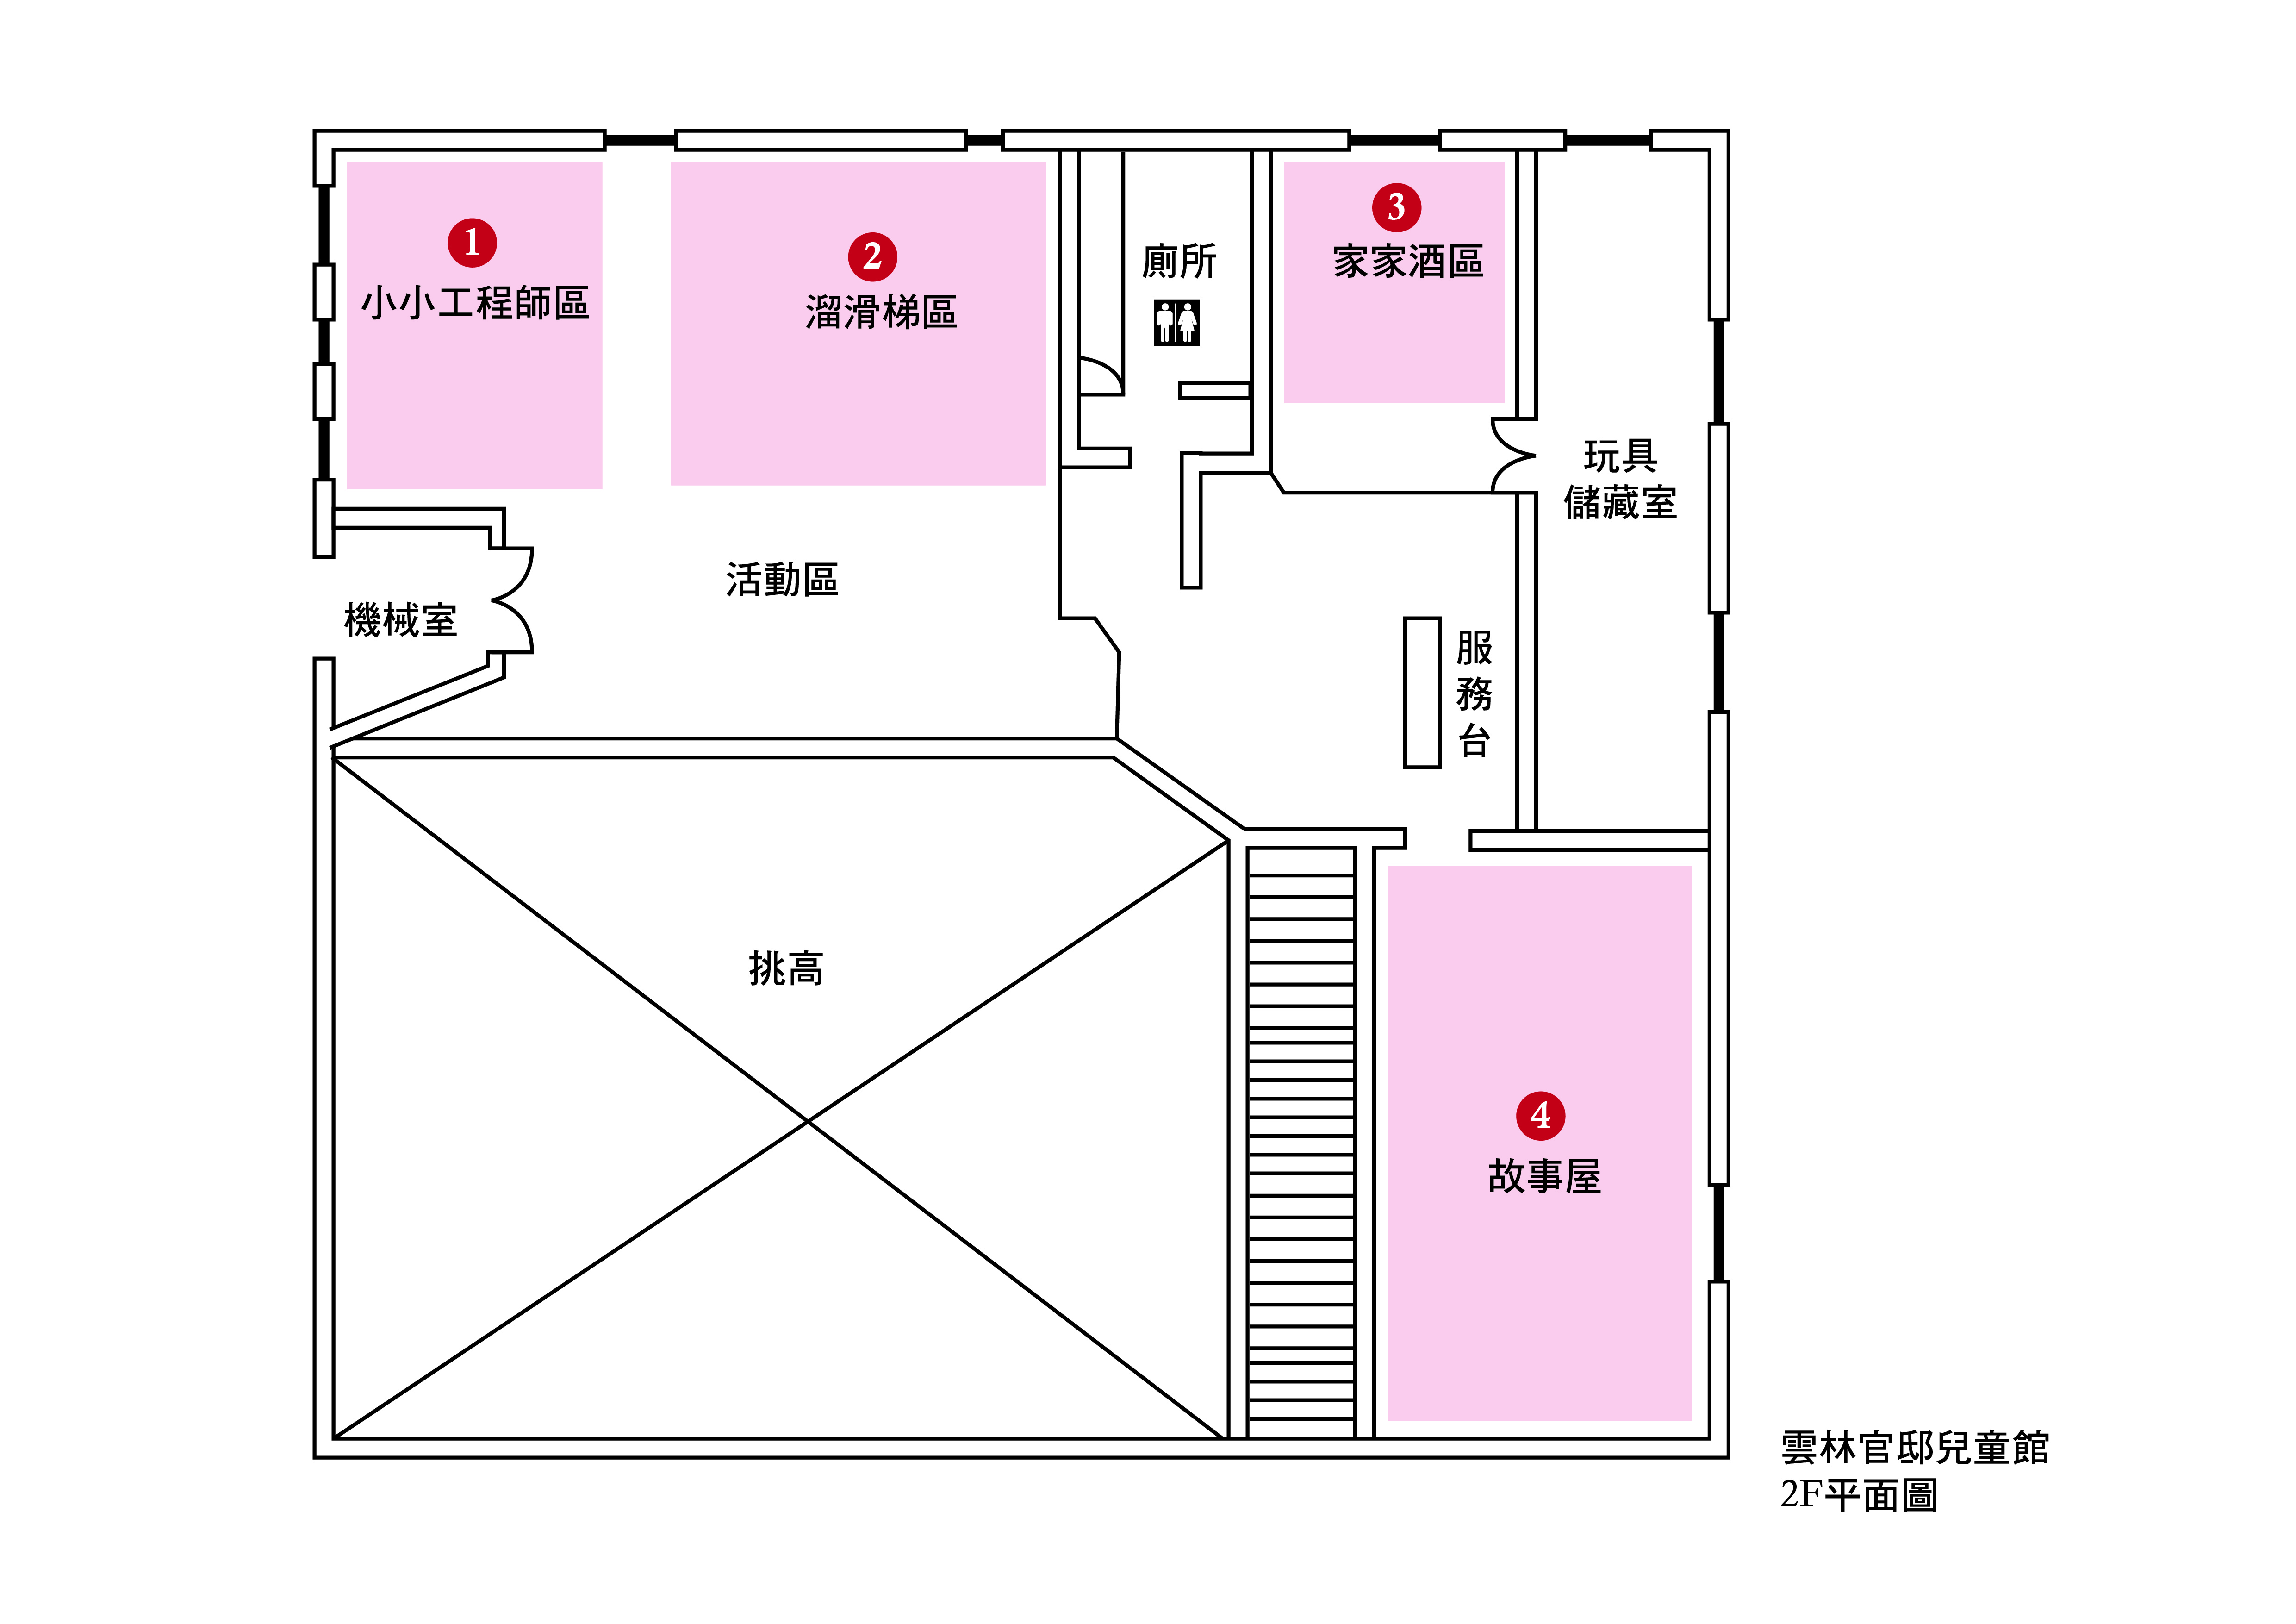 1
小小工程師區
2
溜滑梯區
廁所
3
家家酒區
玩具
儲藏室
活動區
機械室
服務台
挑高
4
故事屋
雲林官邸兒童館
2F平面圖